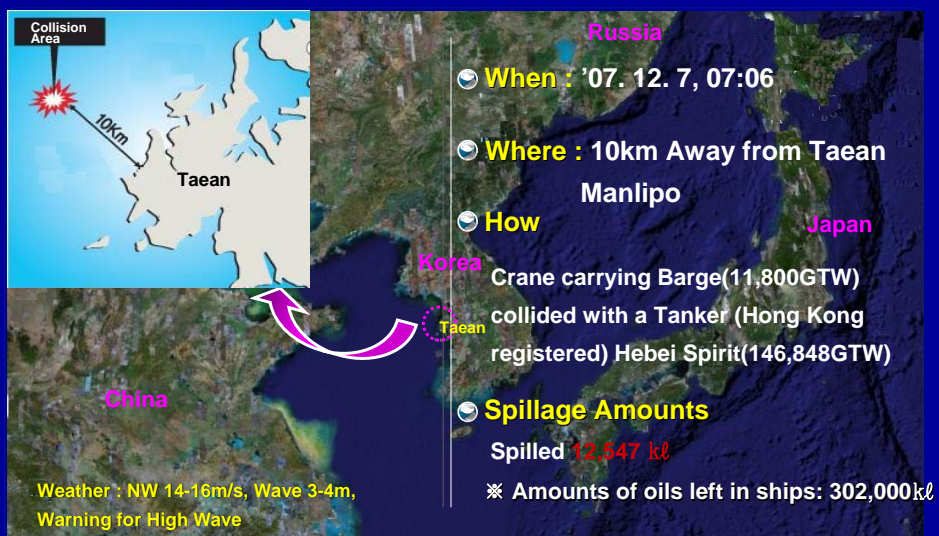 Collision
Area
10Km
Taean
Russia
When : '07. 12. 7, 07:06
Where : 10km Away from Taean
Manlipo
How
Japan
Korea
Crane carrying Barge(11,800GTW)
collided with a Tanker (Hong Kong
registered) Hebei Spirit(146,848GTW)
Taean
China
Spillage Amounts
Spilled 12,547 kℓ
※ Amounts of oils left in ships: 302,000kℓ
Weather : NW 14-16m/s, Wave 3-4m,
Warning for High Wave